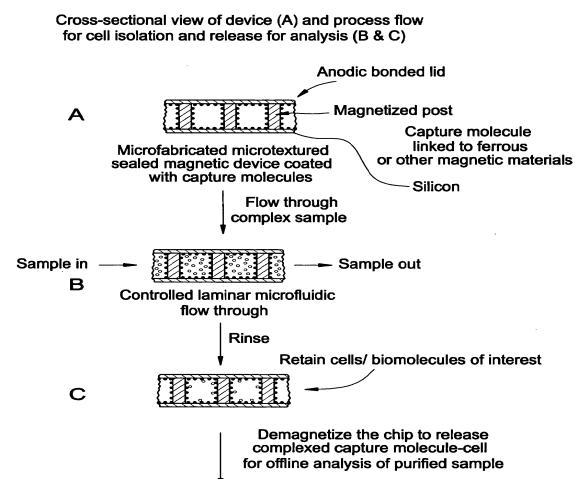 Cross-sectional view of device (A) and process flow
for cell isolation and release for analysis (B & C)
Anodic bonded lid
A
Magnetized post
Capture molecule
linked to ferrous
or other magnetic materials
Microfabricated microtextured
sealed magnetic device coated
with capture molecules
Silicon
Flow through
complex sample
Sample in
Sample out
B
Controlled laminar microfluidic
flow through
Rinse
Retain cells/ biomolecules of interest
C
Demagnetize the chip to release
complexed capture molecule-cell
for offline analysis of purified sample